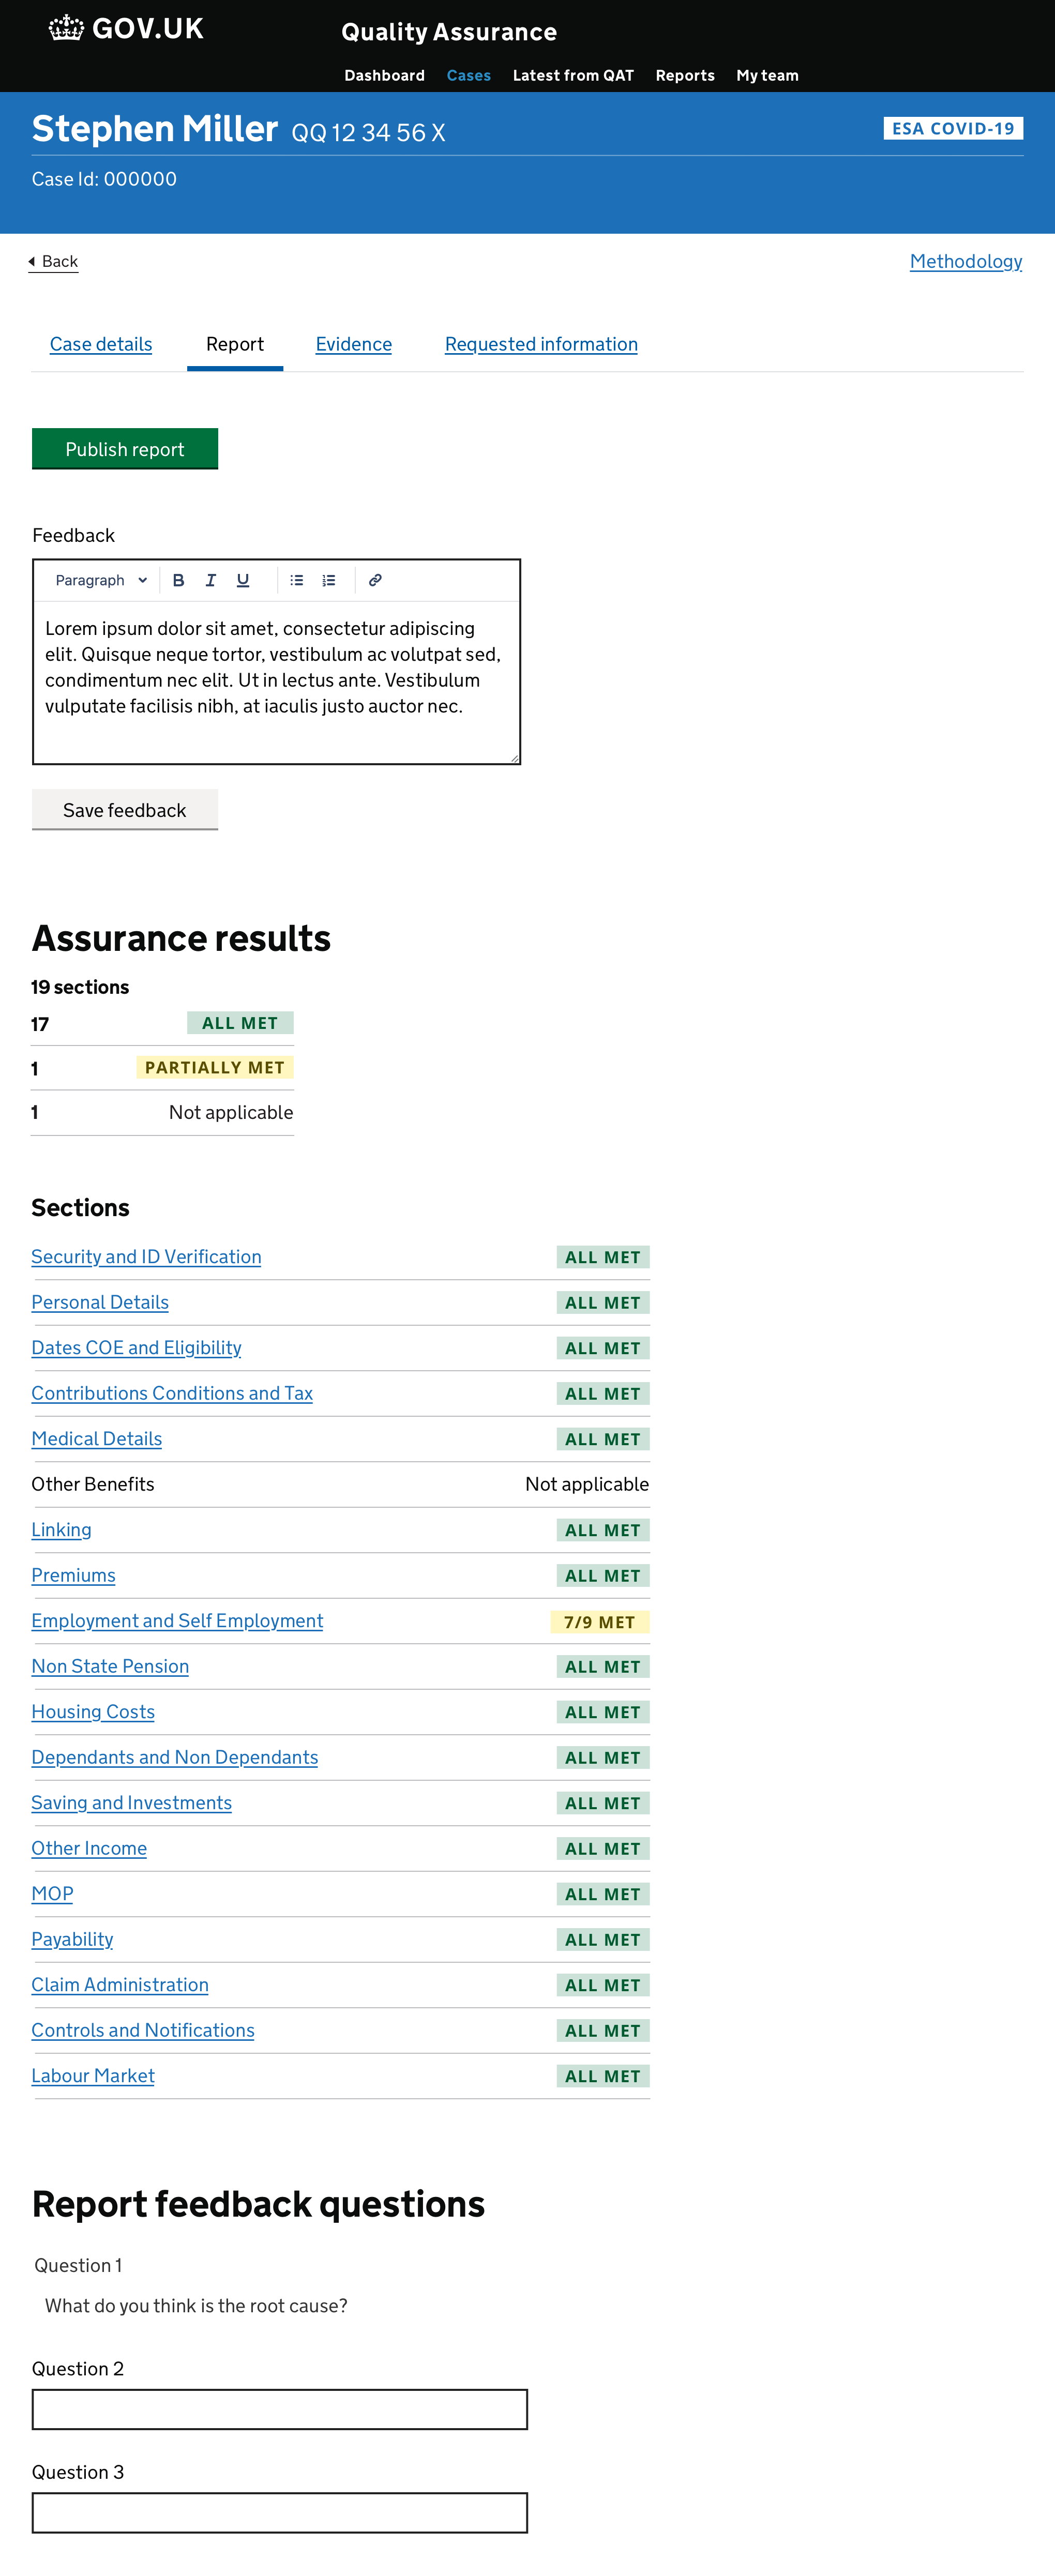 GOV.UK
Quality Assurance
Dashboard Cases Latest from QAT Reports My team
Stephen Miller QQ 12 34 56 X
ESA COVID-19
Case Id: 000000
Back
Methodology
Case details Report Evidence Requested information
Publish report
Feedback
Paragraph B I U
Lorem ipsum dolor sit amet, consectetur adipiscing
elit. Quisque neque tortor, vestibulum ac volutpat sed,
condimentum nec elit. Ut in lectus ante. Vestibulum
vulputate facilisis nibh, at iaculis justo auctor nec.
Save feedback
Assurance results
19 sections
17 ALL MET
1 PARTIALLY MET
1 Not applicable
Sections
Security and ID Verification ALL MET
Personal Details ALL MET
Dates COE and Eligibility ALL MET
Contributions Conditions and Tax ALL MET
Medical Details ALL MET
Other Benefits Not applicable
Linking ALL MET
Premiums ALL MET
Employment and Self Employment 7/9 MET
Non State Pension ALL MET
Housing Costs ALL MET
Dependants and Non Dependants ALL MET
Saving and Investments ALL MET
Other Income ALL MET
MOP ALL MET
Payability ALL MET
Claim Administration ALL MET
Controls and Notifications ALL MET
Labour Market ALL MET
Report feedback questions
Question 1
What do you think is the root cause?
Question 2
Question 3